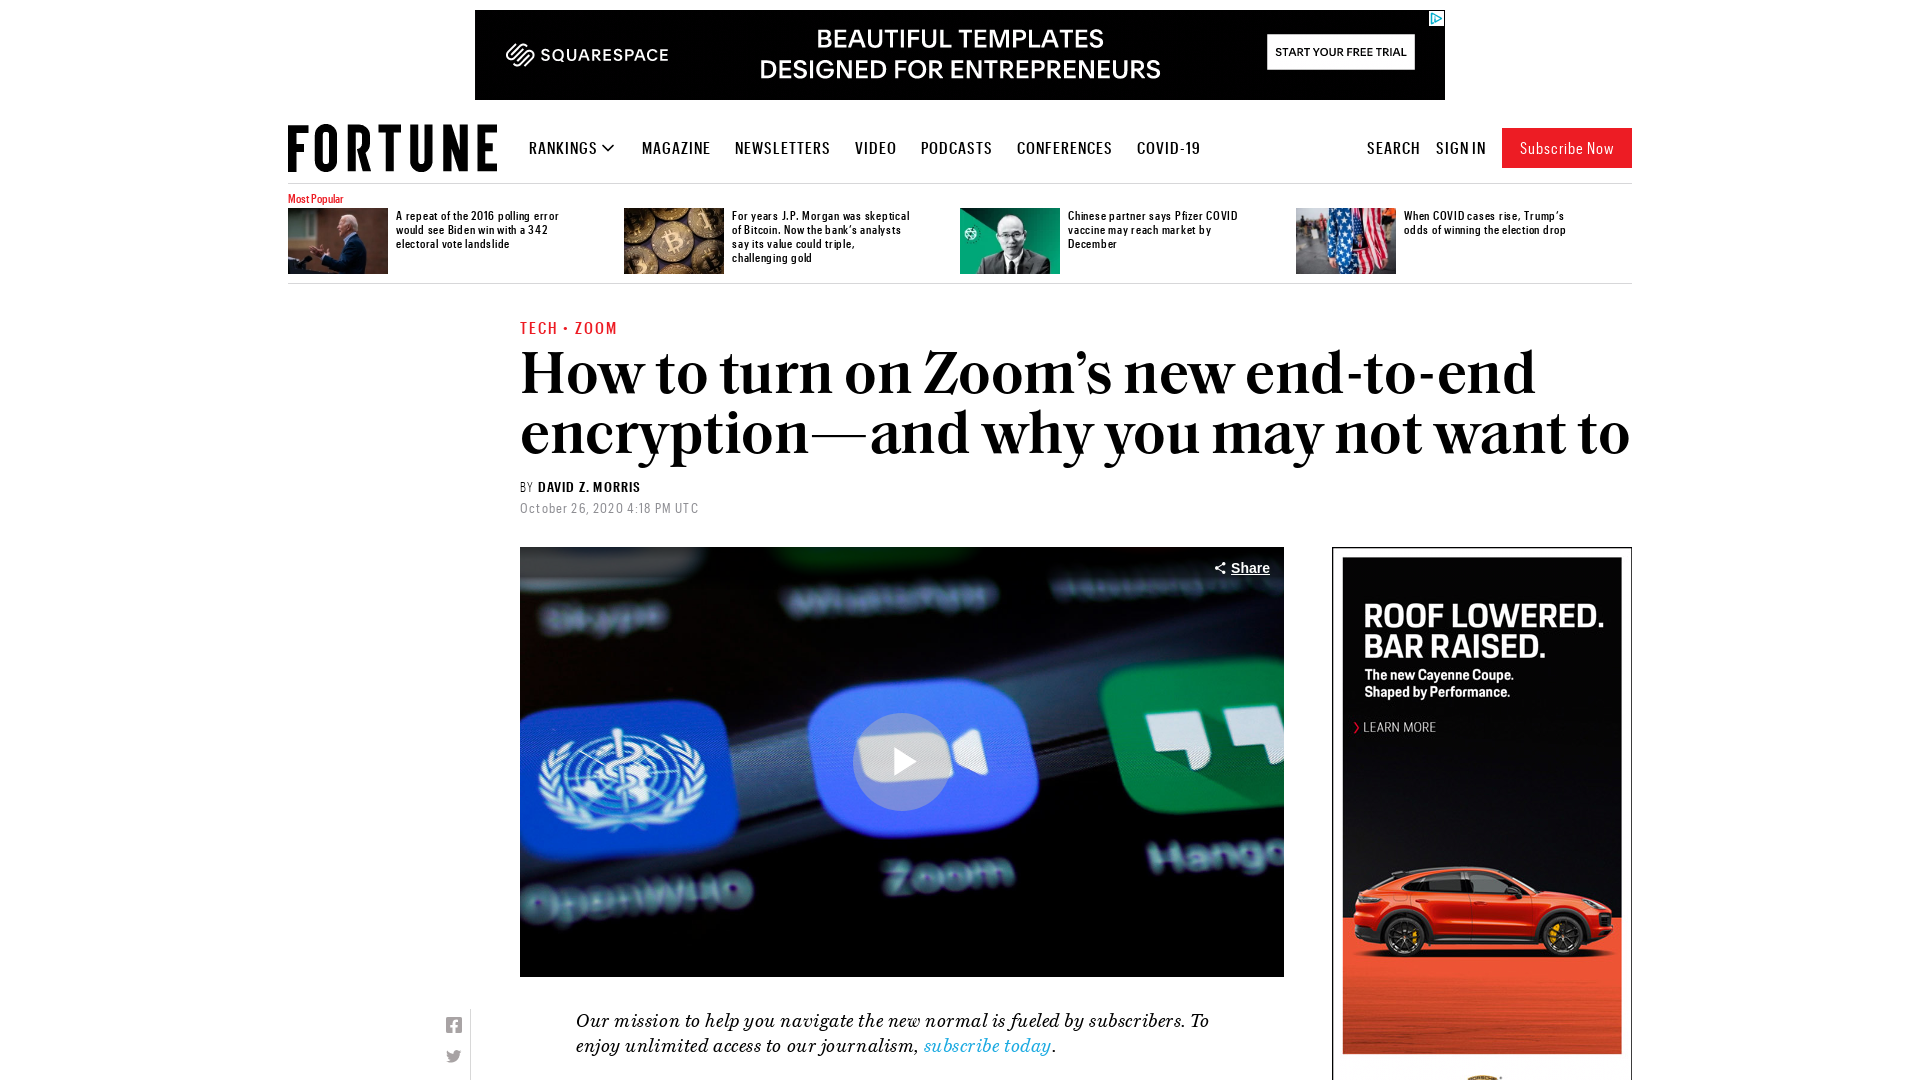 SQUARESPACE
BEAUTIFUL TEMPLATES
DESIGNED FOR ENTREPRENEURS
START YOUR FREE TRIAL
FORTUNE
RANKINGS
MAGAZINE
NEWSLETTERS
VIDEO
PODCASTS
CONFERENCES
COVID-19
SEARCH
SIGN IN
Subscribe Now
Most Popular
A repeat of the 2016 polling error
would see Biden win with a 342
electoral vote landslide
For years J.P. Morgan was skeptical
of Bitcoin. Now the bank’s analysts
say its value could triple,
challenging gold
Chinese partner says Pfizer COVID
vaccine may reach market by
December
When COVID cases rise, Trump’s
odds of winning the election drop
TECH • ZOOM
How to turn on Zoom’s new end-to-end
encryption—and why you may not want to
BY DAVID Z. MORRIS
October 26, 2020 4:18 PM UTC
Share
Skype
WhatsApp
OpenWHO
Zoom
Hango
ROOF LOWERED.
BAR RAISED.
The new Cayenne Coupe.
Shaped by Performance.
LEARN MORE
Our mission to help you navigate the new normal is fueled by subscribers. To
enjoy unlimited access to our journalism, subscribe today.